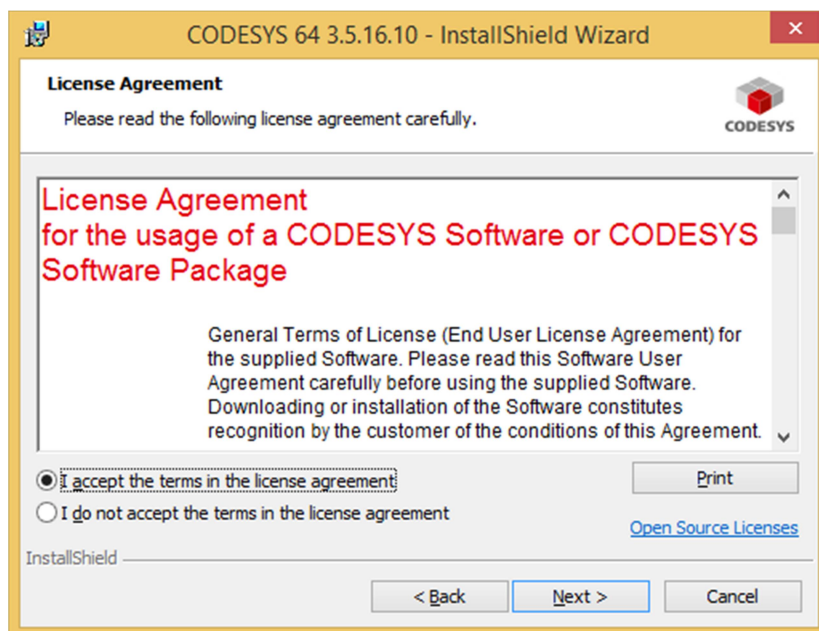 CODESYS 64 3.5.16.10 - InstallShield Wizard
License Agreement
Please read the following license agreement carefully.
CODESYS
License Agreement
for the usage of a CODESYS Software or CODESYS
Software Package
General Terms of License (End User License Agreement) for
the supplied Software. Please read this Software User
Agreement carefully before using the supplied Software.
Downloading or installation of the Software constitutes
recognition by the customer of the conditions of this Agreement.
I accept the terms in the license agreement
Print
I do not accept the terms in the license agreement
Open Source Licenses
InstallShield
< Back
Next >
Cancel